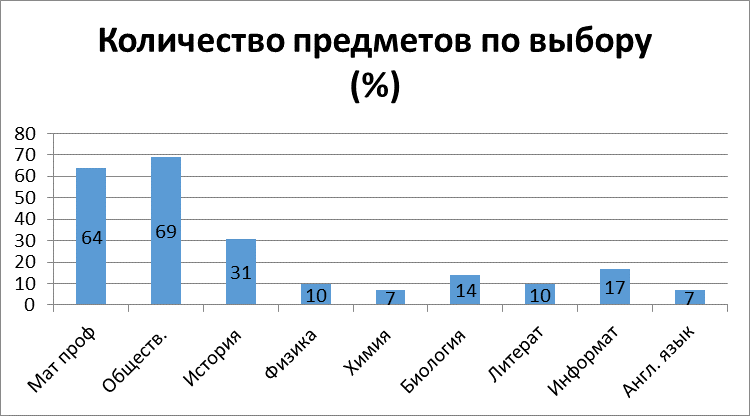 Количество предметов по выбору
(%)
80
70
60
50
40
30
20
10
0
64
69
31
10
7
14
10
17
7
Мат проф
Обществ.
История
Физика
Химия
Биология
Литерат
Информат
Англ. язык